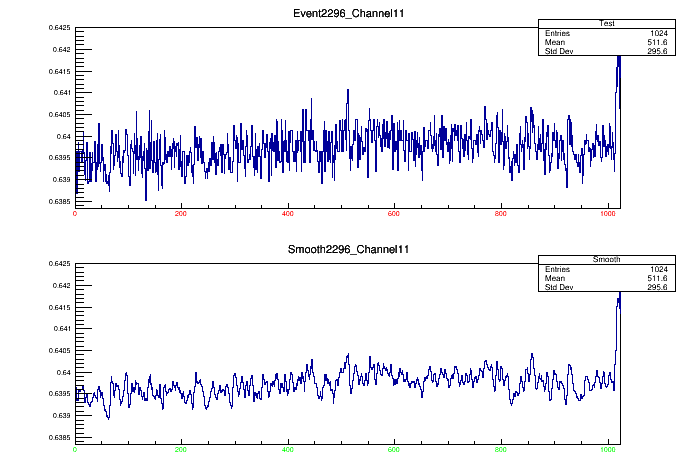 Event2296_Channel11
Test
Entries 1024
Mean 511.6
Std Dev 295.6
0.6425
0.642
0.6415
0.641
0.6405
0.64
0.6395
0.639
0.6385
0 200 400 600 800 1000
Smooth2296_Channel11
Smooth
Entries 1024
Mean 511.6
Std Dev 295.6
0.6425
0.642
0.6415
0.641
0.6405
0.64
0.6395
0.639
0.6385
0 200 400 600 800 1000